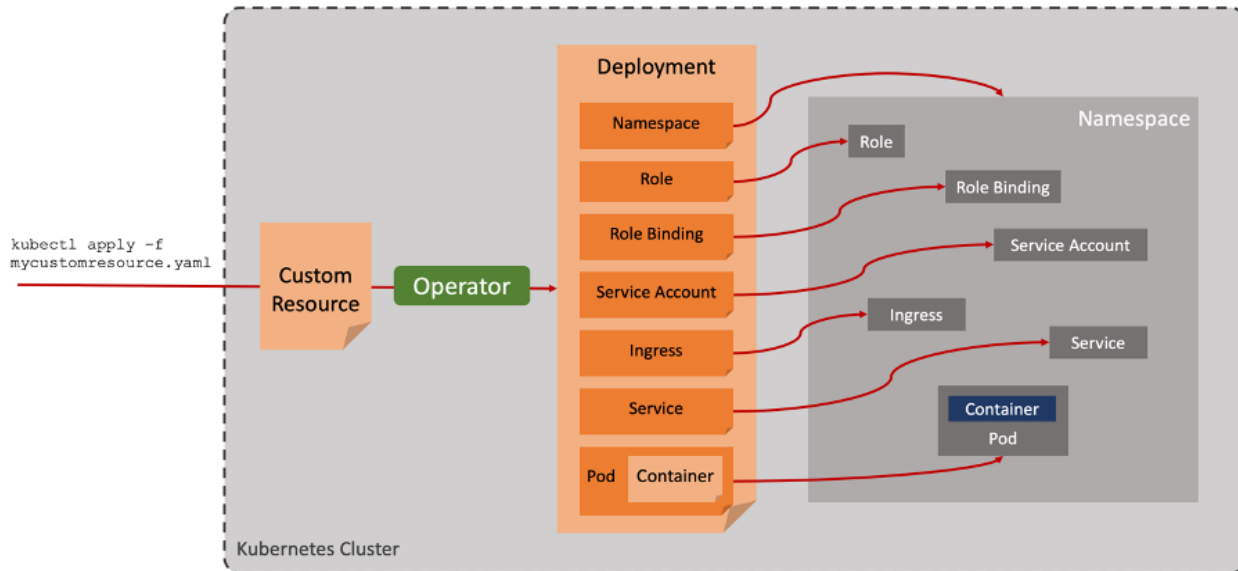 kubectl apply -f
mycustomresource.yaml
Custom
Resource
Operator
Deployment
Namespace
Role
Role Binding
Service Account
Ingress
Service
Pod
Container
Namespace
Role
Role Binding
Service Account
Ingress
Service
Container
Pod
Kubernetes Cluster